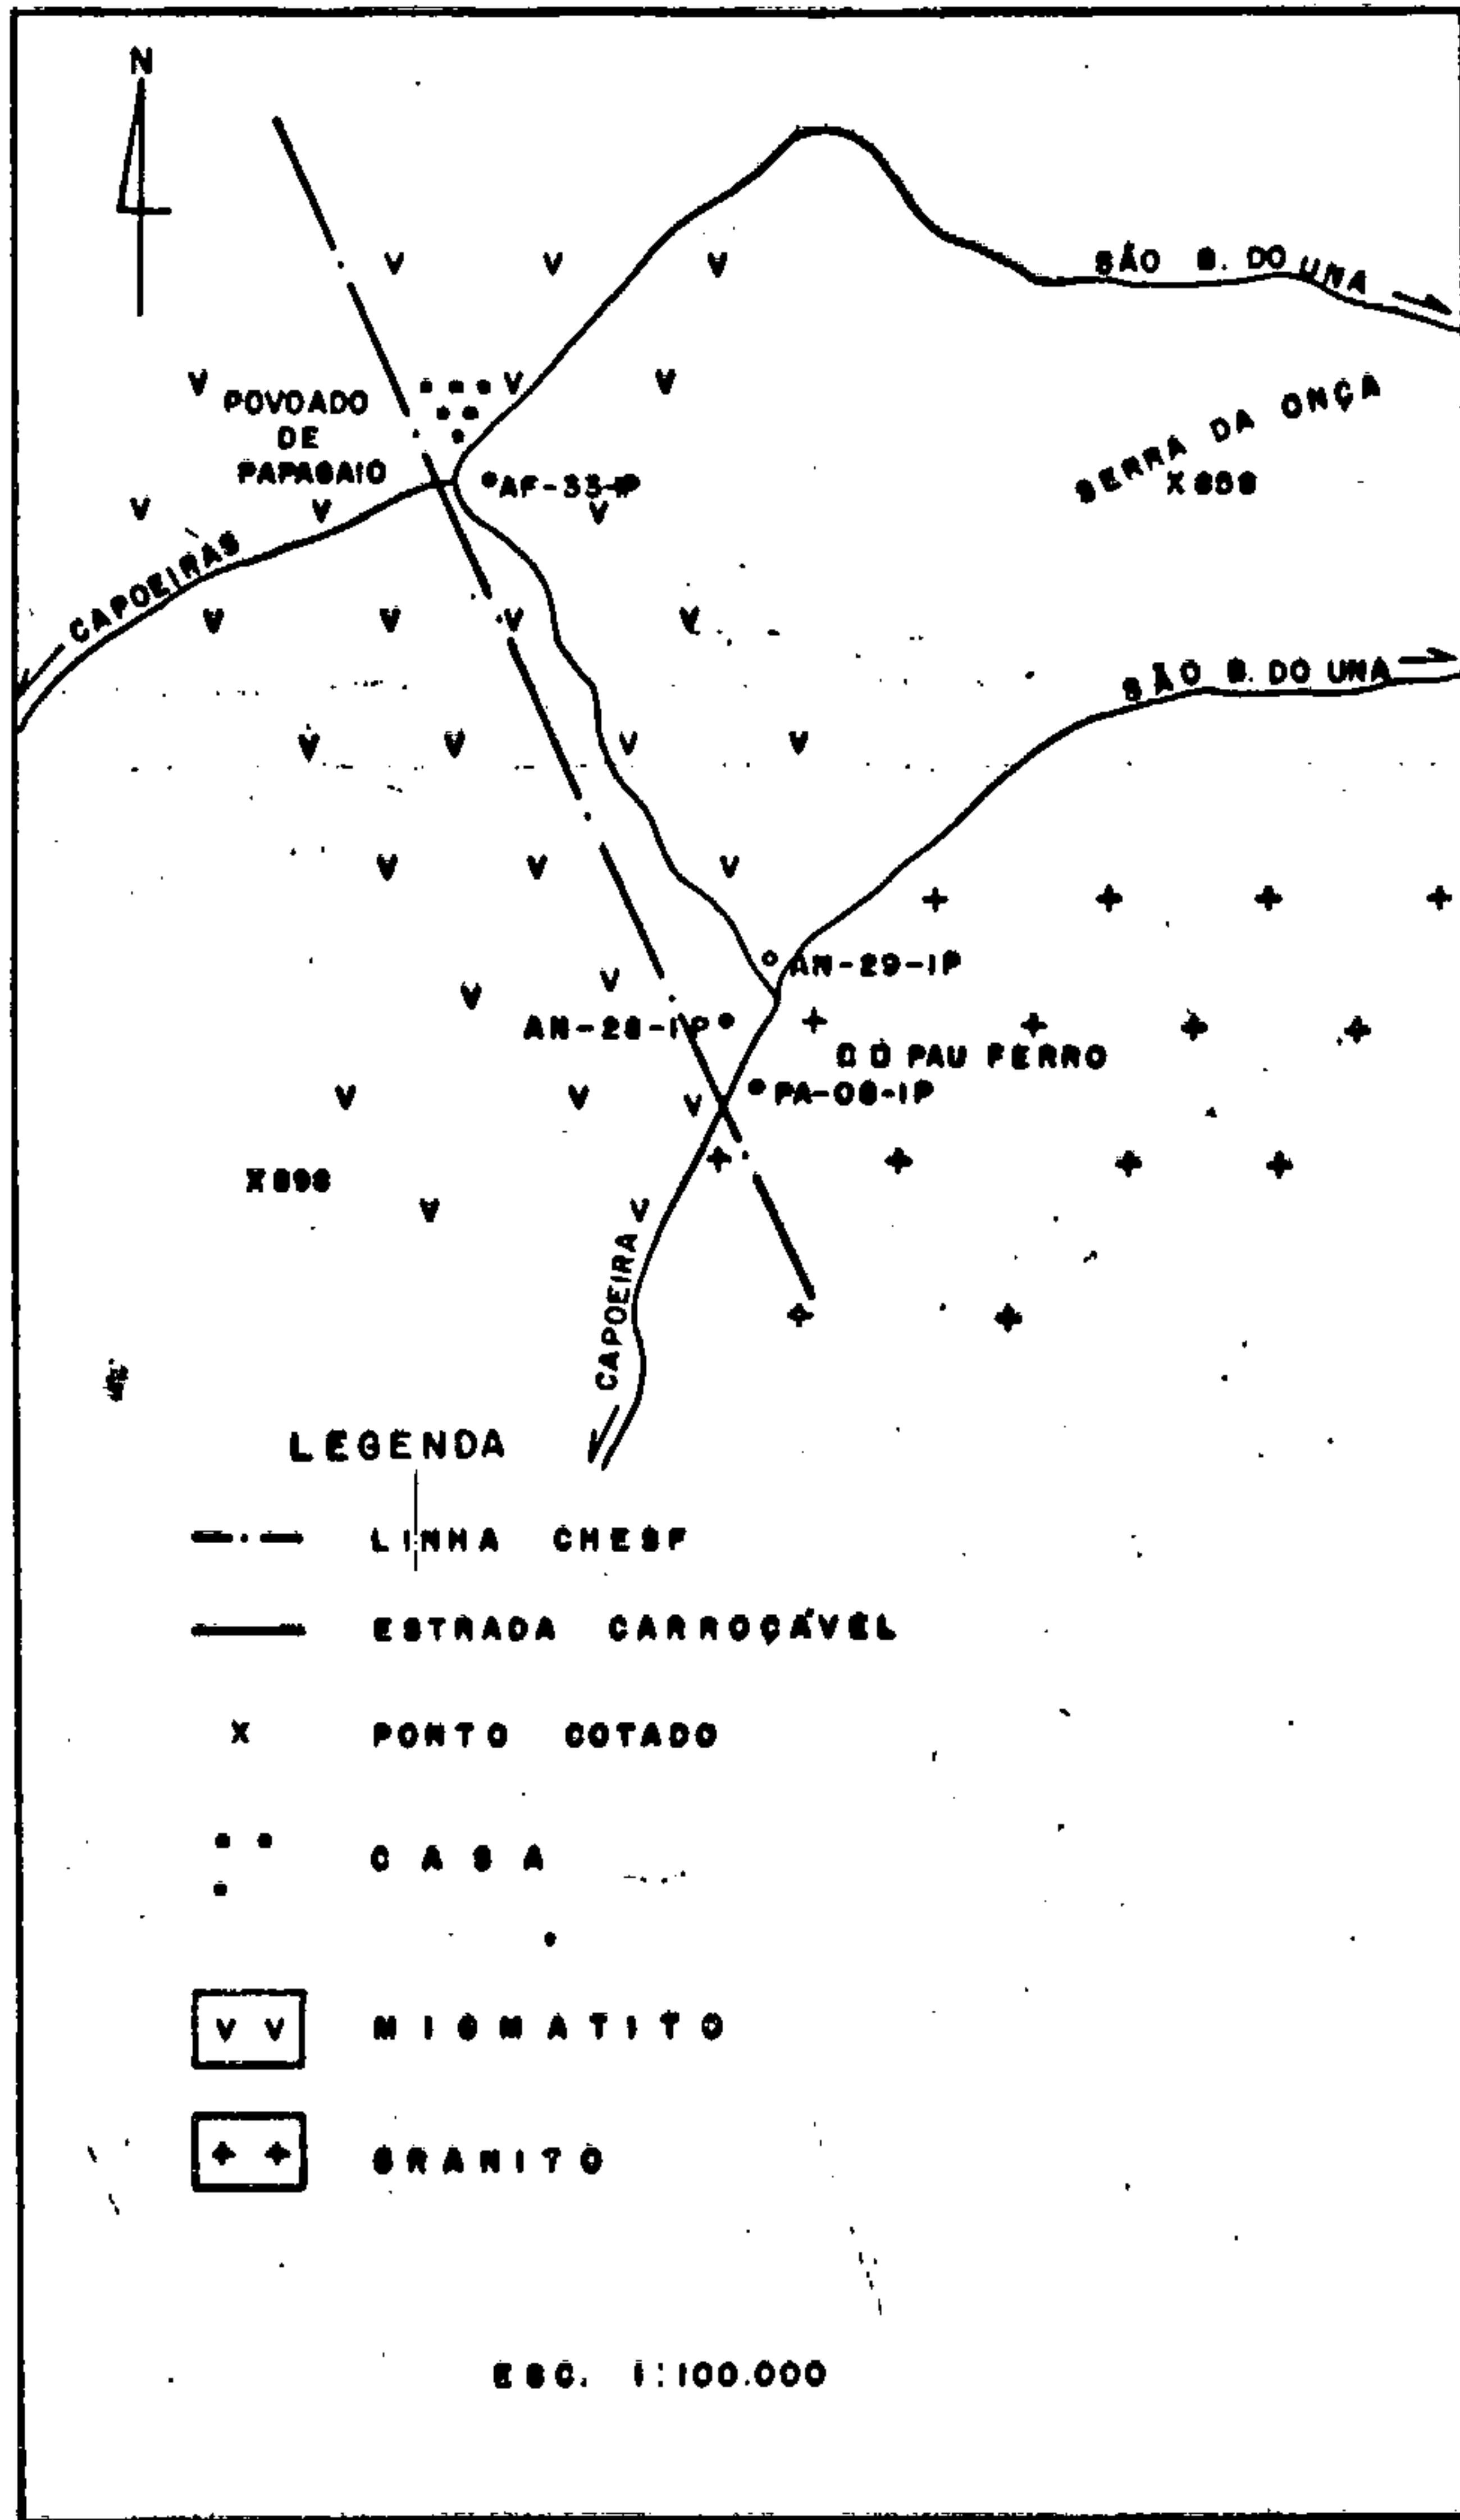 N
SÃO B. DO UNA
SERRA DA ONÇA
POVOADO
DE
PAPAGAIO
AF-33-IP
CAPOEIRAS
SÃO B. DO UNA
AN-29-IP
AN-28-IP
PAU FERRO
PA-08-IP
CAPOEIRA
LEGENDA
LINHA CHESF
ESTRADA CARROÇÁVEL
X PONTO COTADO
CASA
V V MIGMATITO
+ + GRANITO
ESC. 1:100.000